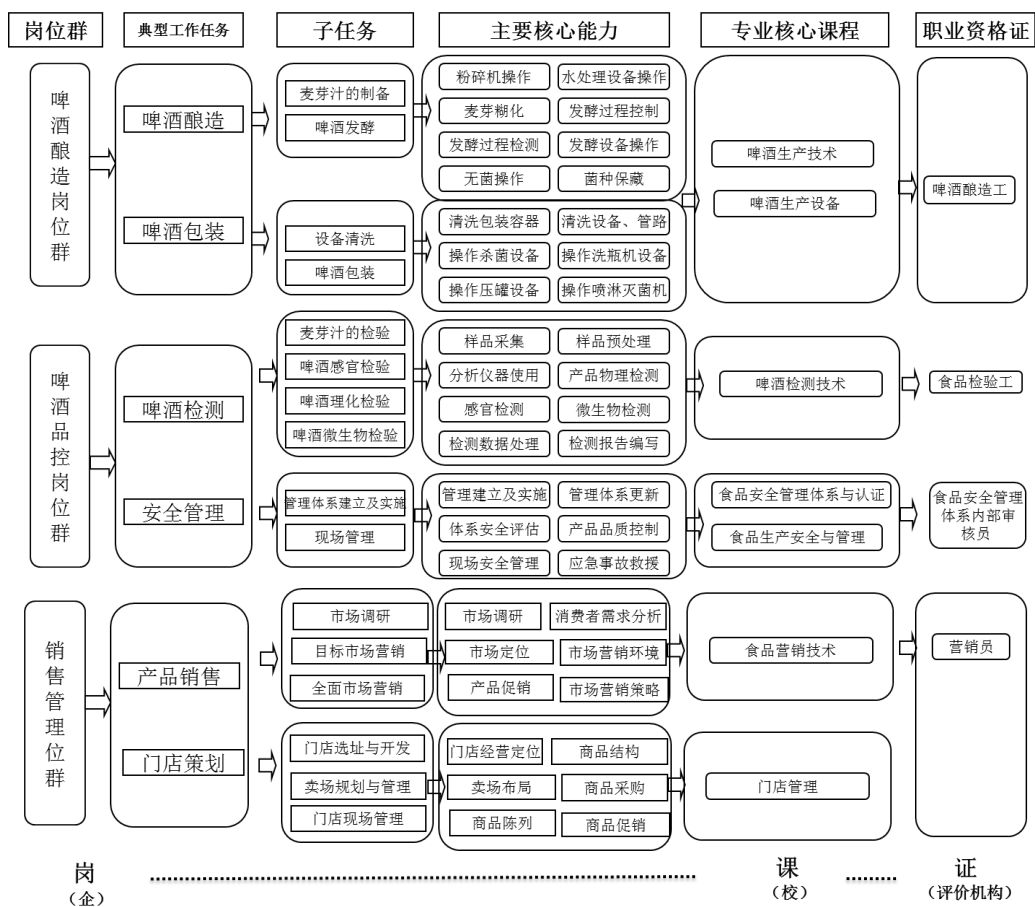 岗位群
典型工作任务
子任务
主要核心能力
专业核心课程
职业资格证
啤酒酿造岗位群
啤酒酿造
麦芽汁的制备
啤酒发酵
粉碎机操作
水处理设备操作
麦芽糊化
发酵过程控制
发酵过程检测
发酵设备操作
无菌操作
菌种保藏
啤酒包装
设备清洗
啤酒包装
清洗包装容器
清洗设备、管路
操作杀菌设备
操作洗瓶机设备
操作压罐设备
操作喷淋灭菌机
啤酒生产技术
啤酒生产设备
啤酒酿造工
啤酒品控岗位群
啤酒检测
麦芽汁的检验
啤酒感官检验
啤酒理化检验
啤酒微生物检验
样品采集
样品预处理
分析仪器使用
产品物理检测
感官检测
微生物检测
检测数据处理
检测报告编写
啤酒检测技术
食品检验工
安全管理
管理体系建立及实施
现场管理
管理建立及实施
管理体系更新
体系安全评估
产品品质控制
现场安全管理
应急事故救援
食品安全管理体系与认证
食品生产安全与管理
食品安全管理
体系内部审
核员
销售管理位群
产品销售
市场调研
目标市场营销
全面市场营销
市场调研
消费者需求分析
市场定位
市场营销环境
产品促销
市场营销策略
食品营销技术
营销员
门店策划
门店选址与开发
卖场规划与管理
门店现场管理
门店经营定位
商品结构
卖场布局
商品采购
商品陈列
商品促销
门店管理
岗
（企）
课
（校）
证
（评价机构）